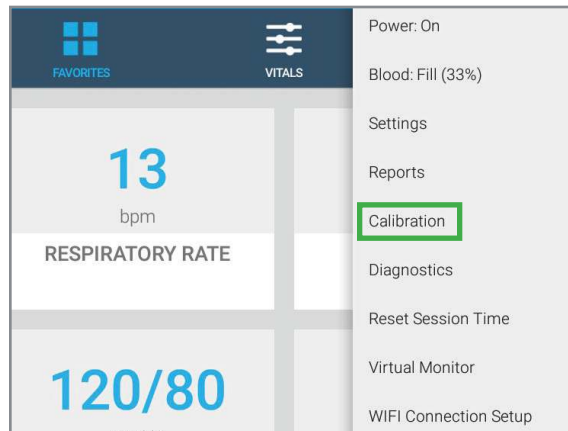 FAVORITES
VITALS
13
bpm
RESPIRATORY RATE
120/80
Power: On
Blood: Fill (33%)
Settings
Reports
Calibration
Diagnostics
Reset Session Time
Virtual Monitor
WIFI Connection Setup